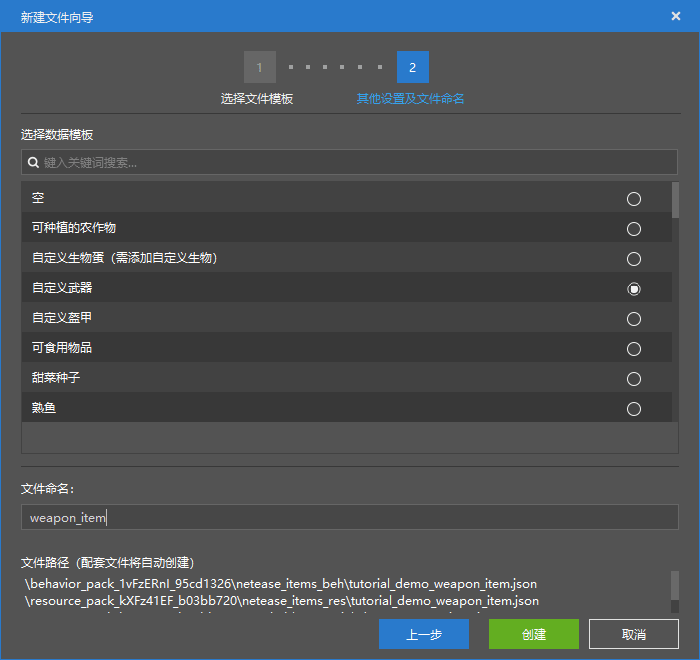 新建文件向导
1
2
选择文件模板
其他设置及文件命名
选择数据模板
键入关键词搜索...
空
可种植的农作物
自定义生物蛋（需添加自定义生物）
自定义武器
自定义盔甲
可食用物品
甜菜种子
熟鱼
文件命名：
weapon_item
文件路径（配套文件将自动创建）
\behavior_pack_1vFzERnI_95cd1326\netease_items_beh\tutorial_demo_weapon_item.json
\resource_pack_kXFz41EF_b03bb720\netease_items_res\tutorial_demo_weapon_item.json
上一步
创建
取消